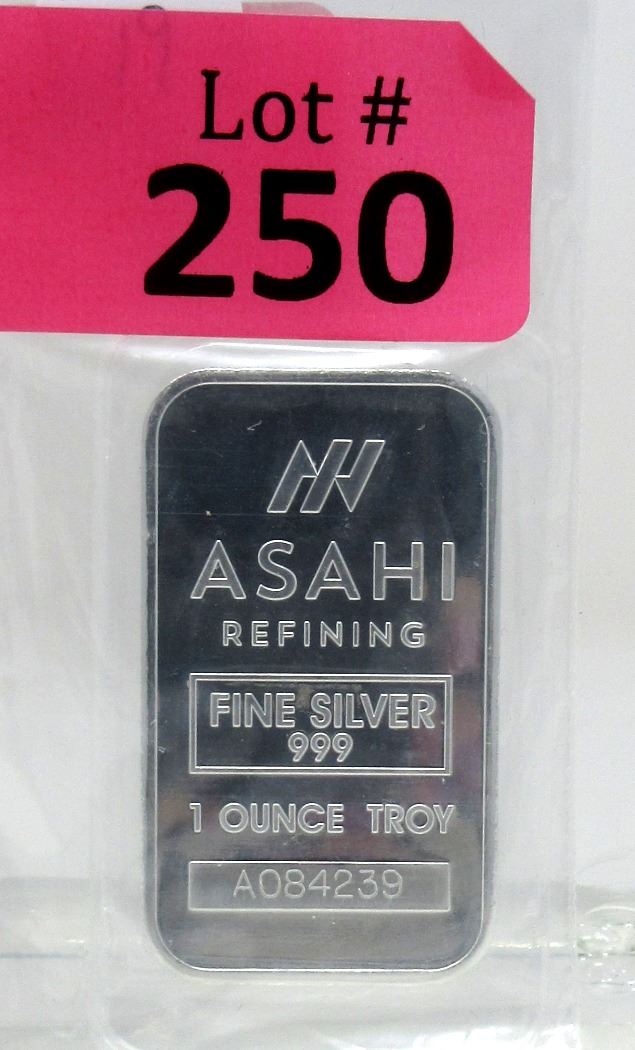 Lot #
250
ASAHI
REFINING
FINE SILVER
999
1 OUNCE TROY
A084239